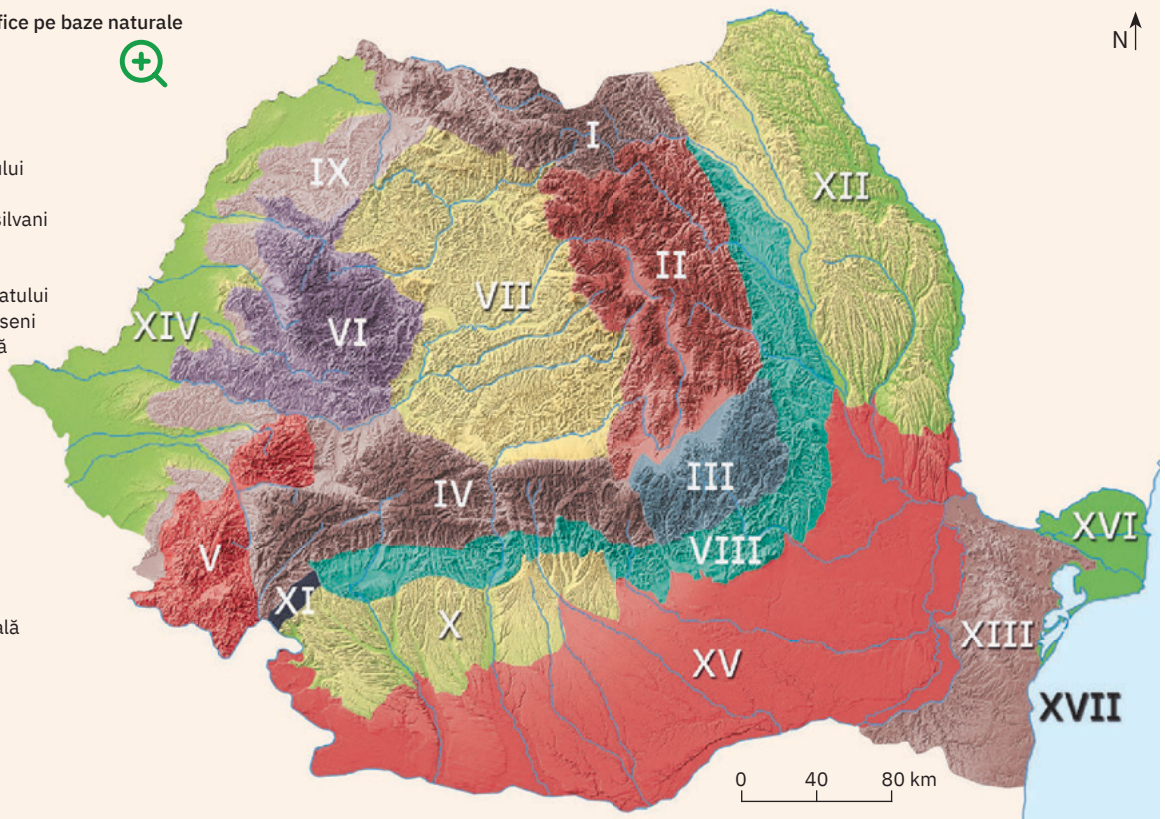 fice pe baze naturale
N
ului
silvani
atului
seni
ă
ală
I
II
III
IV
V
VI
VII
VIII
IX
X
XI
XII
XIII
XIV
XV
XVI
XVII
0 40 80 km